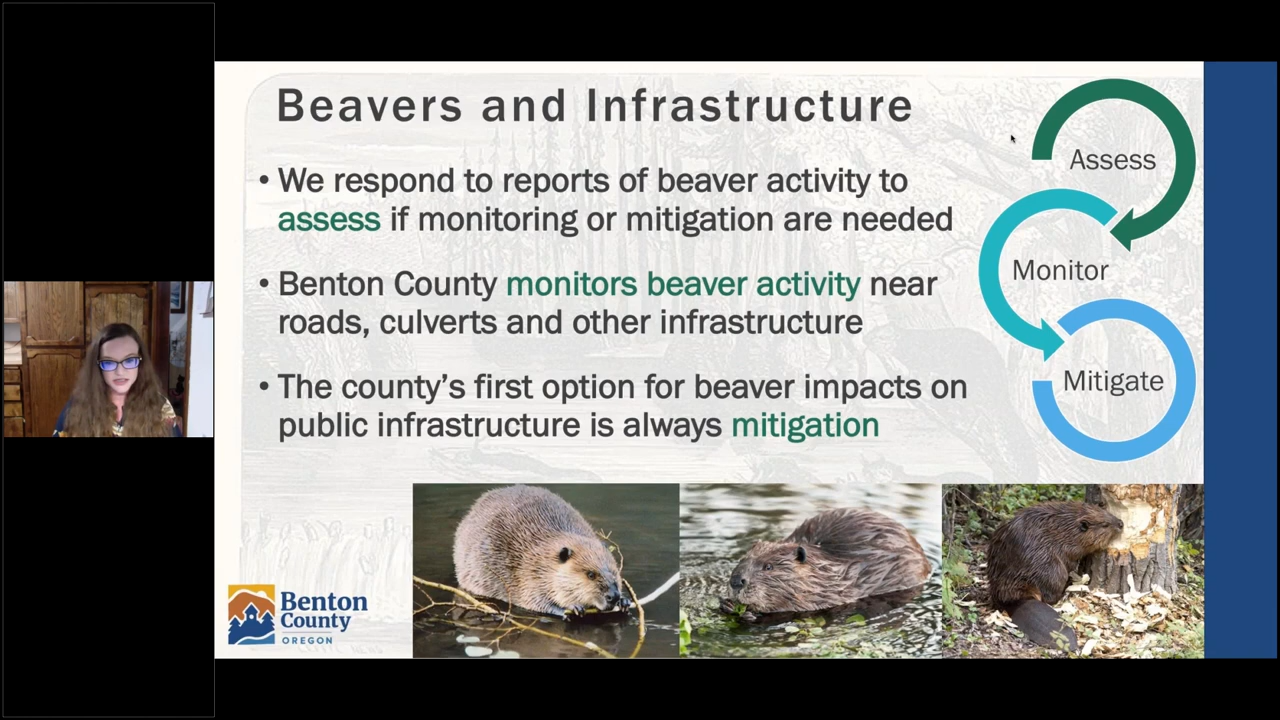 Beavers and Infrastructure
• We respond to reports of beaver activity to
assess if monitoring or mitigation are needed
• Benton County monitors beaver activity near
roads, culverts and other infrastructure
• The county's first option for beaver impacts on
public infrastructure is always mitigation
Assess
Monitor
Mitigate
Benton
County
OREGON